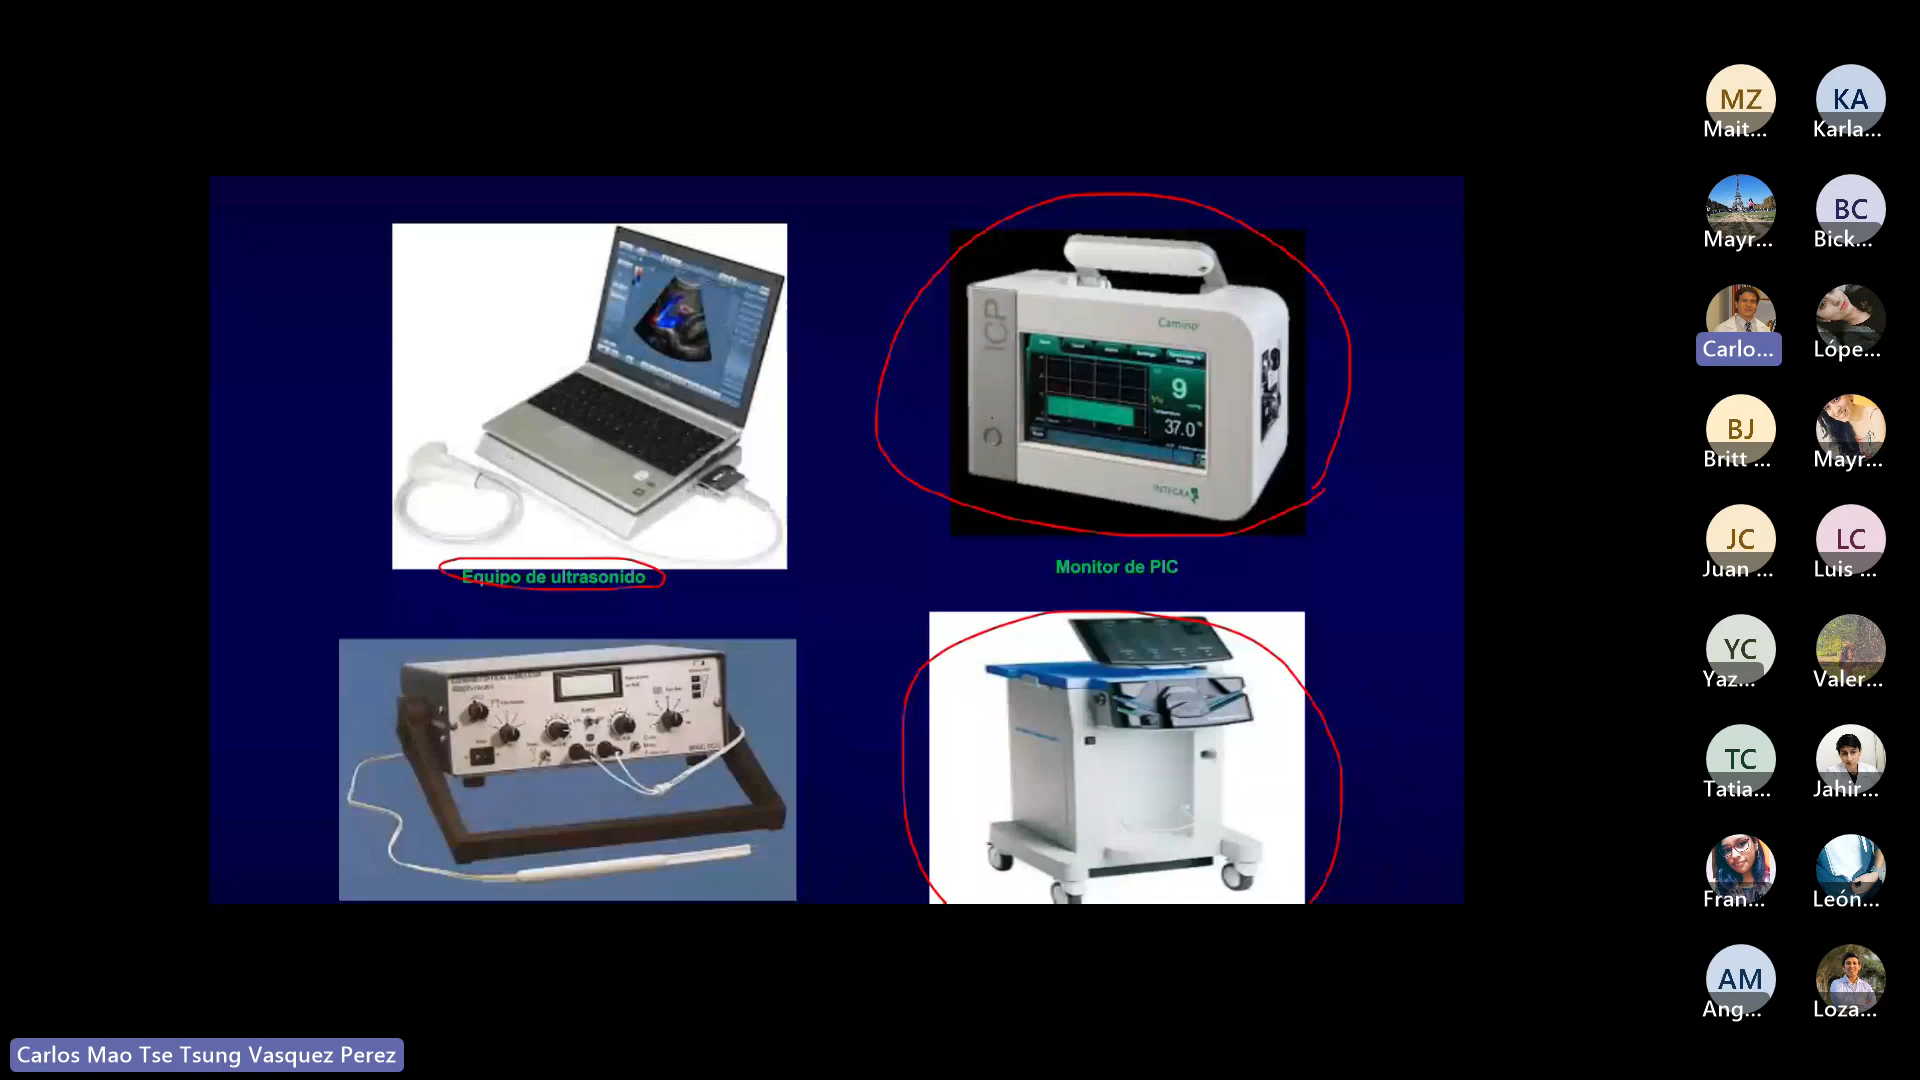 ICP
Camino
9
37.0
INTEGRA
Equipo de ultrasonido
Monitor de PIC
MZ
Mait...
KA
Karla...
Mayr...
BC
Bick...
Carlo...
Lópe...
BJ
Britt ...
Mayr...
JC
Juan ...
LC
Luis ...
YC
Yaz...
Valer...
TC
Tatia...
Jahir...
Fran...
León...
AM
Ang...
Loza...
Carlos Mao Tse Tsung Vasquez Perez